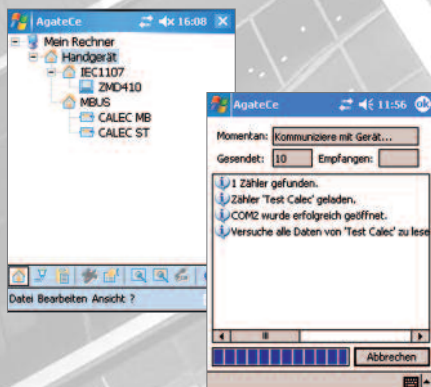 AgateCe 16:08
Mein Rechner
Handgerät
IEC1107
ZMD410
MBUS
CALEC MB
CALEC ST
Datei Bearbeiten Ansicht ?
AgateCe 11:56 ok
Momentan: Kommuniziere mit Gerät...
Gesendet: 10 Empfangen:
1 Zähler gefunden.
Zähler 'Test Calec' geladen.
COM2 wurde erfolgreich geöffnet.
Versuche alle Daten von 'Test Calec' zu lese
Abbrechen